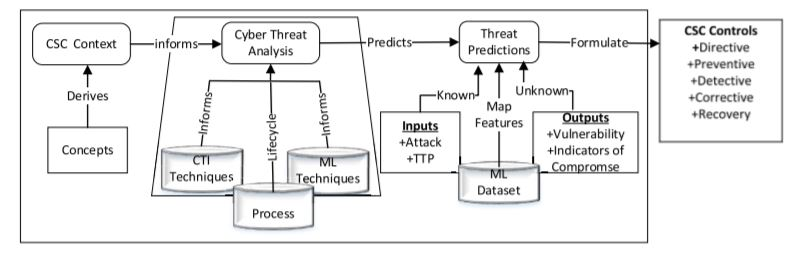 CSC Context
informs
Cyber Threat
Analysis
Predicts
Threat
Predictions
Formulate
CSC Controls
+Directive
+Preventive
+Detective
+Corrective
+Recovery
Derives
Concepts
Informs
Lifecycle
Informs
CTI
Techniques
ML
Techniques
Process
Known
Map
Features
Unknown
Inputs
+Attack
+TTP
Outputs
+Vulnerability
+Indicators of
Compromse
ML
Dataset